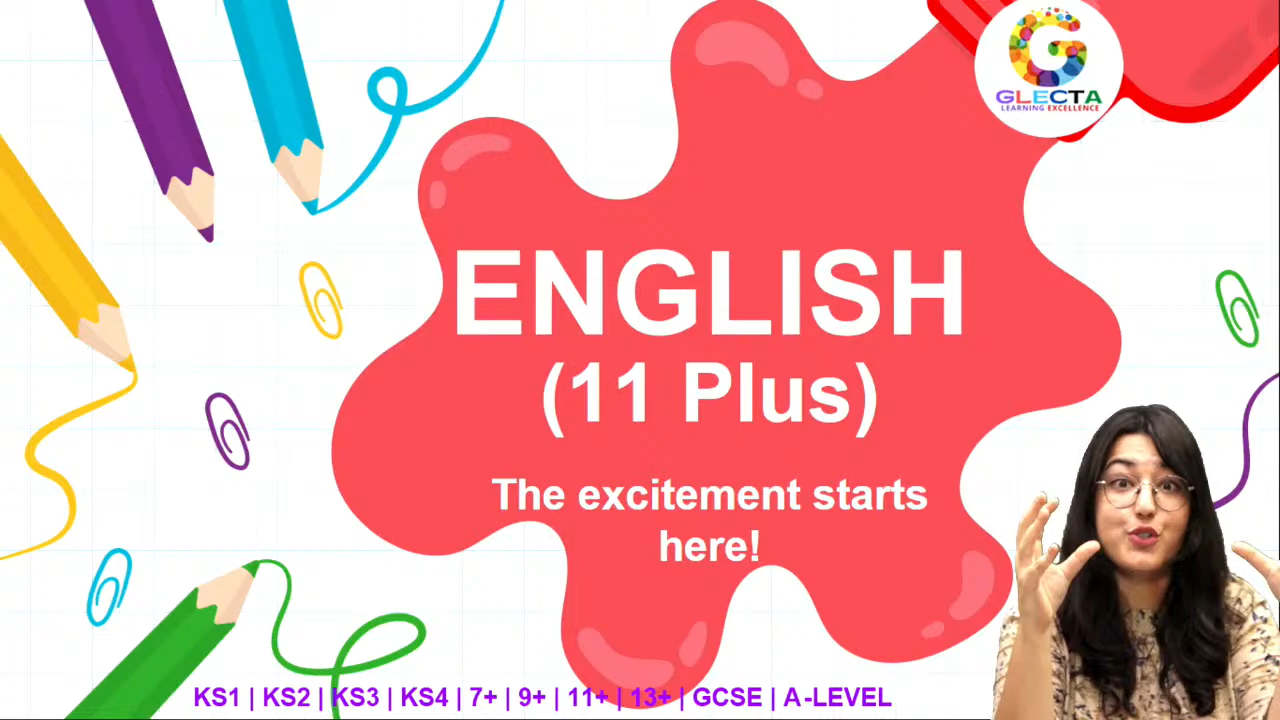 GLECTA
LEARNING EXCELLENCE
ENGLISH
(11 Plus)
The excitement starts
here!
KS1 | KS2 | KS3 | KS4 | 7+ | 9+ | 11+ | 13+ | GCSE | A-LEVEL